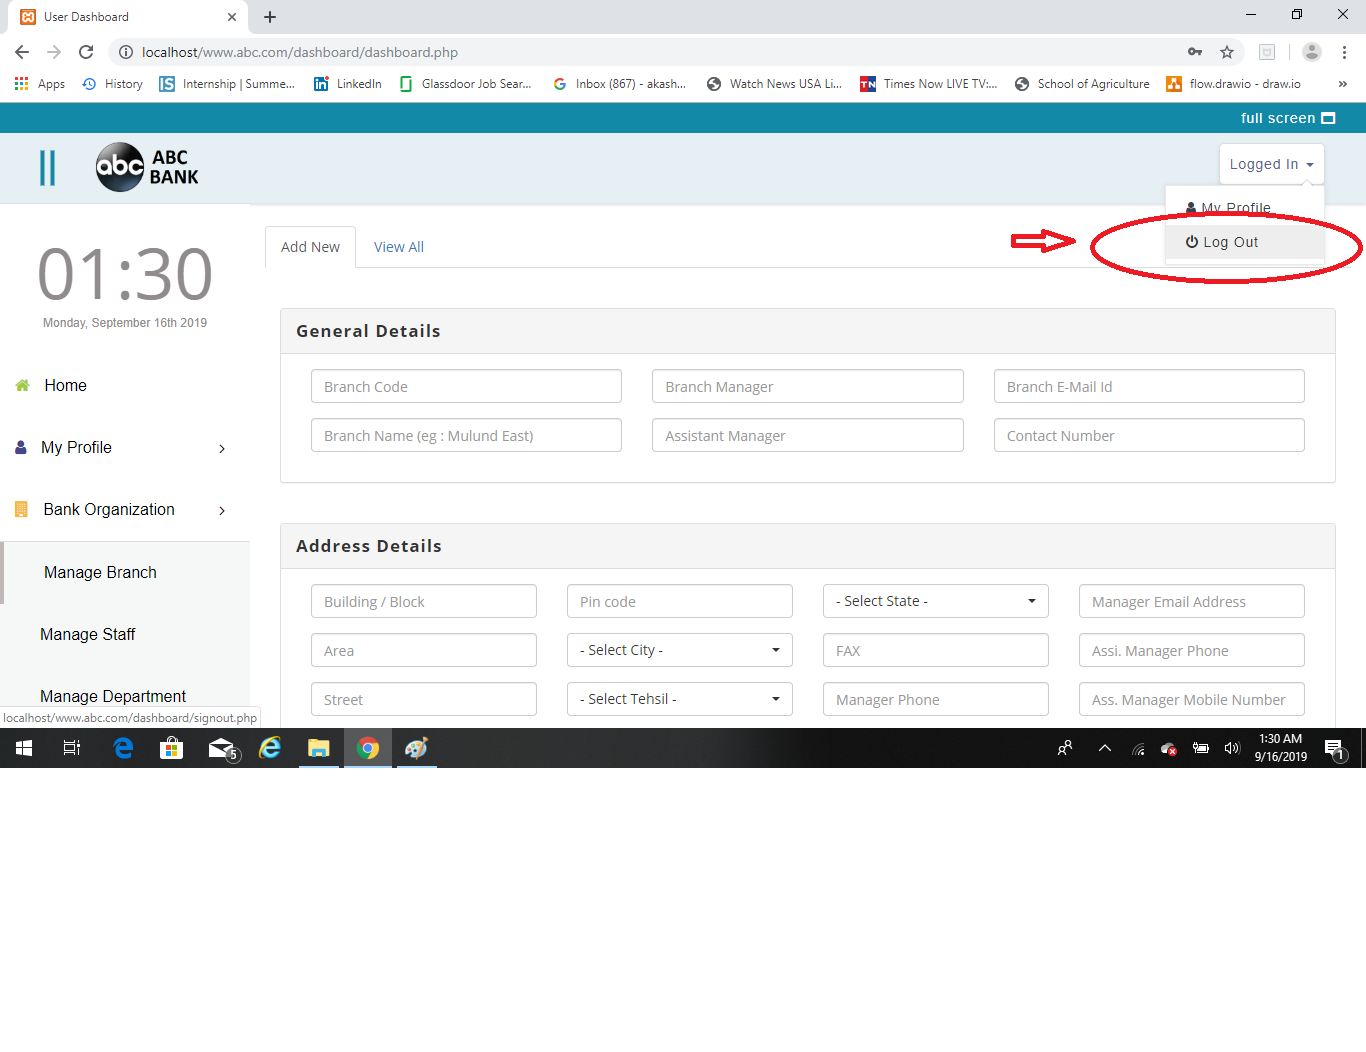 User Dashboard
localhost/www.abc.com/dashboard/dashboard.php
Apps
History
Internship | Summe...
LinkedIn
Glassdoor Job Sear...
Inbox (867) - akash...
Watch News USA Li...
Times Now LIVE TV:...
School of Agriculture
flow.drawio - draw.io
full screen
abc
ABC
BANK
Logged In
My Profile
Log Out
Add New
View All
01:30
Monday, September 16th 2019
Home
My Profile
Bank Organization
Manage Branch
Manage Staff
Manage Department
localhost/www.abc.com/dashboard/signout.php
General Details
Branch Code
Branch Manager
Branch E-Mail Id
Branch Name (eg : Mulund East)
Assistant Manager
Contact Number
Address Details
Building / Block
Pin code
- Select State -
Manager Email Address
Area
- Select City -
FAX
Assi. Manager Phone
Street
- Select Tehsil -
Manager Phone
Ass. Manager Mobile Number
5
1:30 AM
9/16/2019
1